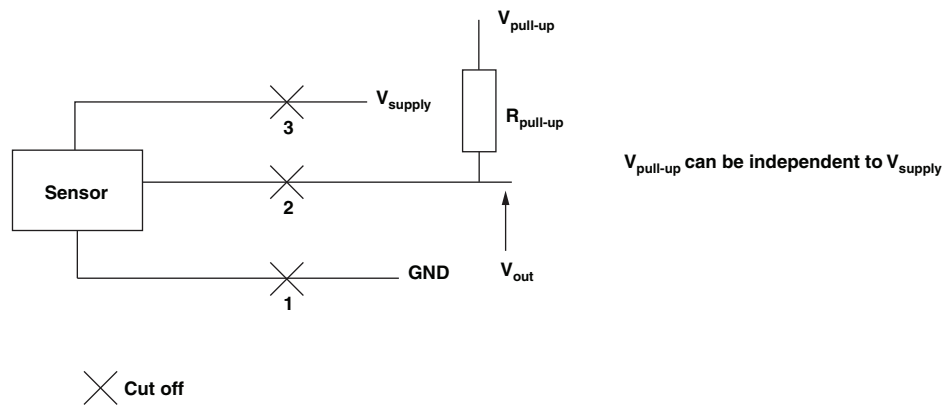 V_pull-up
V_supply
3
R_pull-up
V_pull-up can be independent to V_supply
Sensor
2
GND
V_out
1
Cut off